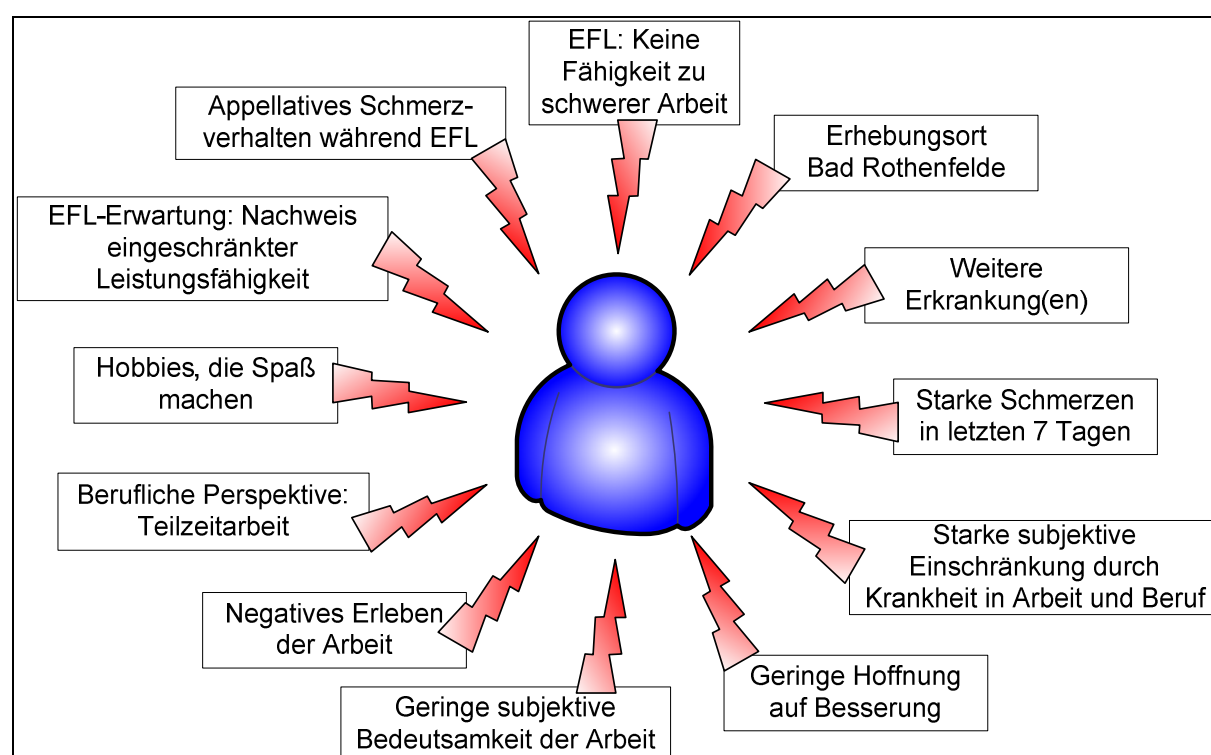 EFL: Keine
Fähigkeit zu
schwerer Arbeit
Appellatives Schmerz-
verhalten während EFL
Erhebungsort
Bad Rothenfelde
EFL-Erwartung: Nachweis
eingeschränkter
Leistungsfähigkeit
Weitere
Erkrankung(en)
Hobbies, die Spaß
machen
Starke Schmerzen
in letzten 7 Tagen
Berufliche Perspektive:
Teilzeitarbeit
Starke subjektive
Einschränkung durch
Krankheit in Arbeit und Beruf
Negatives Erleben
der Arbeit
Geringe Hoffnung
auf Besserung
Geringe subjektive
Bedeutsamkeit der Arbeit